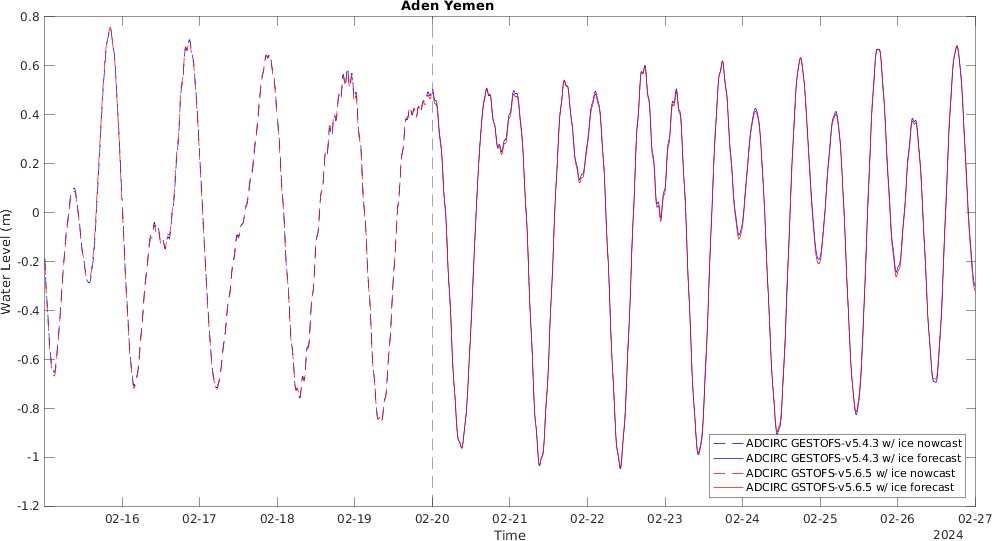 Aden Yemen
0.8
0.6
0.4
0.2
0
-0.2
-0.4
-0.6
-0.8
-1
-1.2
Water Level (m)
ADCIRC GESTOFS-v5.4.3 w/ ice nowcast
ADCIRC GESTOFS-v5.4.3 w/ ice forecast
ADCIRC GSTOFS-v5.6.5 w/ ice nowcast
ADCIRC GSTOFS-v5.6.5 w/ ice forecast
02-16 02-17 02-18 02-19 02-20 02-21 02-22 02-23 02-24 02-25 02-26 02-27
Time
2024